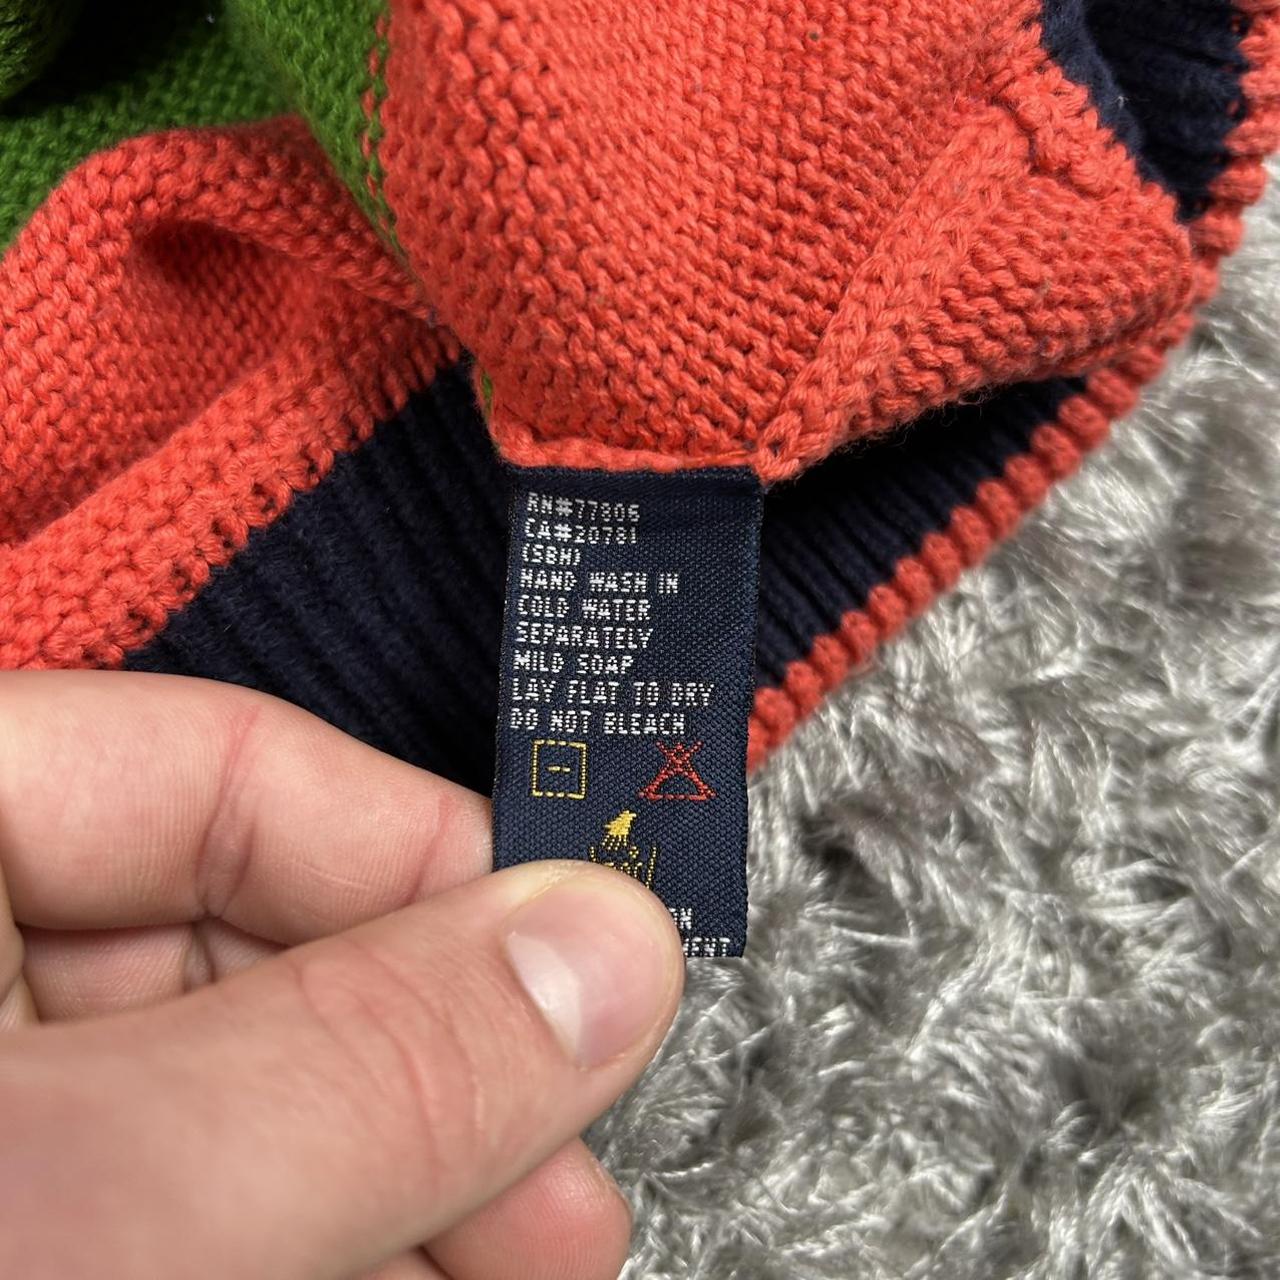 RN#77806
CA#20781
(SBH)
HAND WASH IN
COLD WATER
SEPARATELY
MILD SOAP
LAY FLAT TO DRY
DO NOT BLEACH